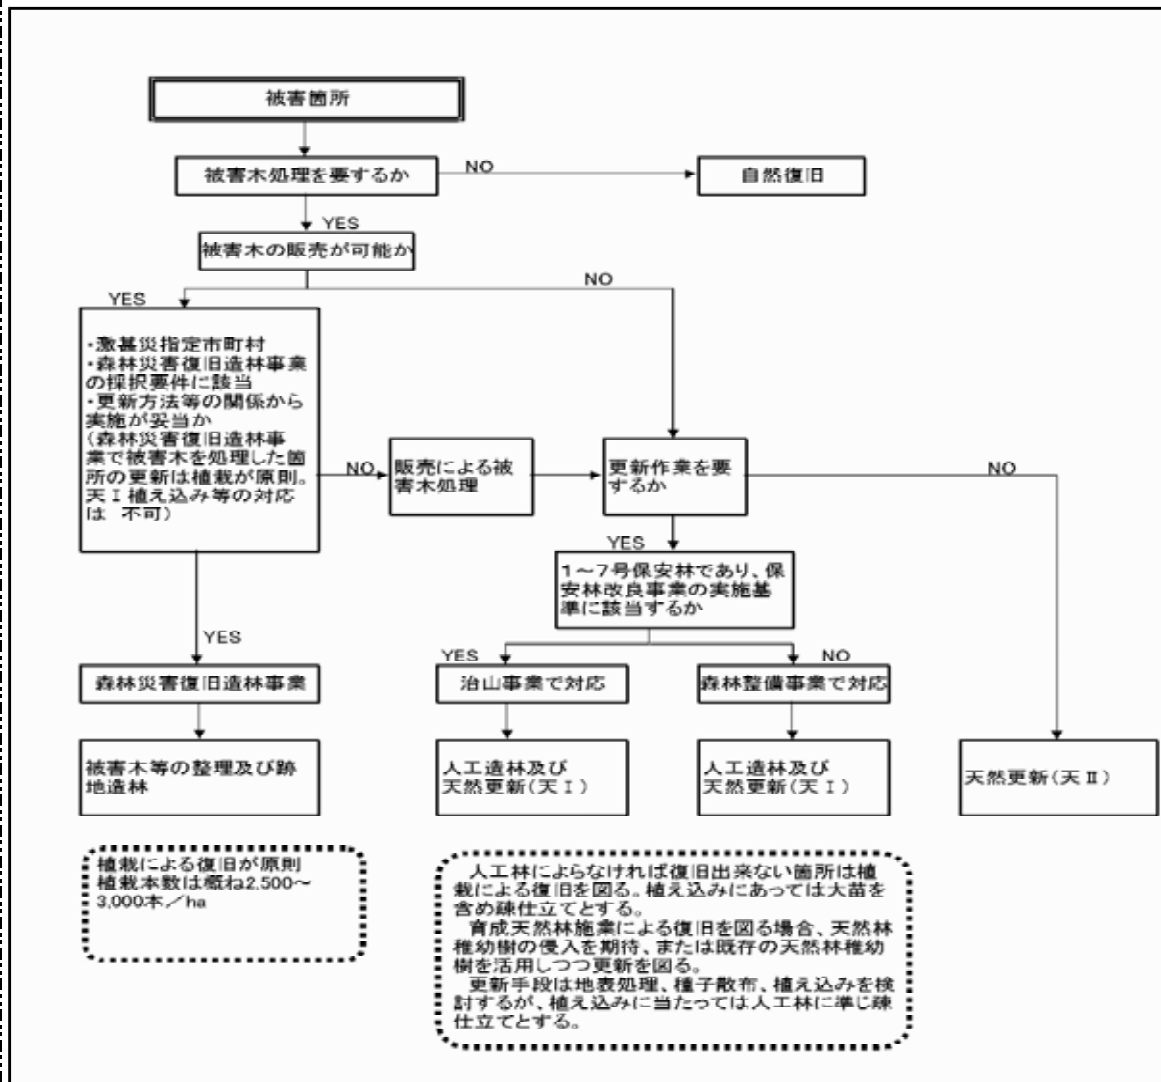 被害箇所
被害木処理を要するか
NO
自然復旧
YES
被害木の販売が可能か
NO
YES
・激甚災指定市町村
・森林災害復旧造林事業
の採択要件に該当
・更新方法等の関係から
実施が妥当か
(森林災害復旧造林事
業で被害木を処理した箇
所の更新は植栽が原則。
天Ⅰ植え込み等の対応
は 不可)
NO
販売による被
害木処理
更新作業を要
するか
NO
YES
1~7号保安林であり、保
安林改良事業の実施基
準に該当するか
YES
YES
NO
森林災害復旧造林事業
治山事業で対応
森林整備事業で対応
被害木等の整理及び跡
地造林
人工造林及び
天然更新(天Ⅰ)
人工造林及び
天然更新(天Ⅰ)
天然更新(天Ⅱ)
植栽による復旧が原則
植栽本数は概ね2,500~
3,000本/ha
人工林によらなければ復旧出来ない箇所は植
栽による復旧を図る。植え込みにあっては大苗を
含め疎仕立てとする。
育成天然林施業による復旧を図る場合、天然林
稚幼樹の侵入を期待、または既存の天然林稚幼
樹を活用しつつ更新を図る。
更新手段は地表処理、種子散布、植え込みを検
討するが、植え込みに当たっては人工林に準じ疎
仕立てとする。